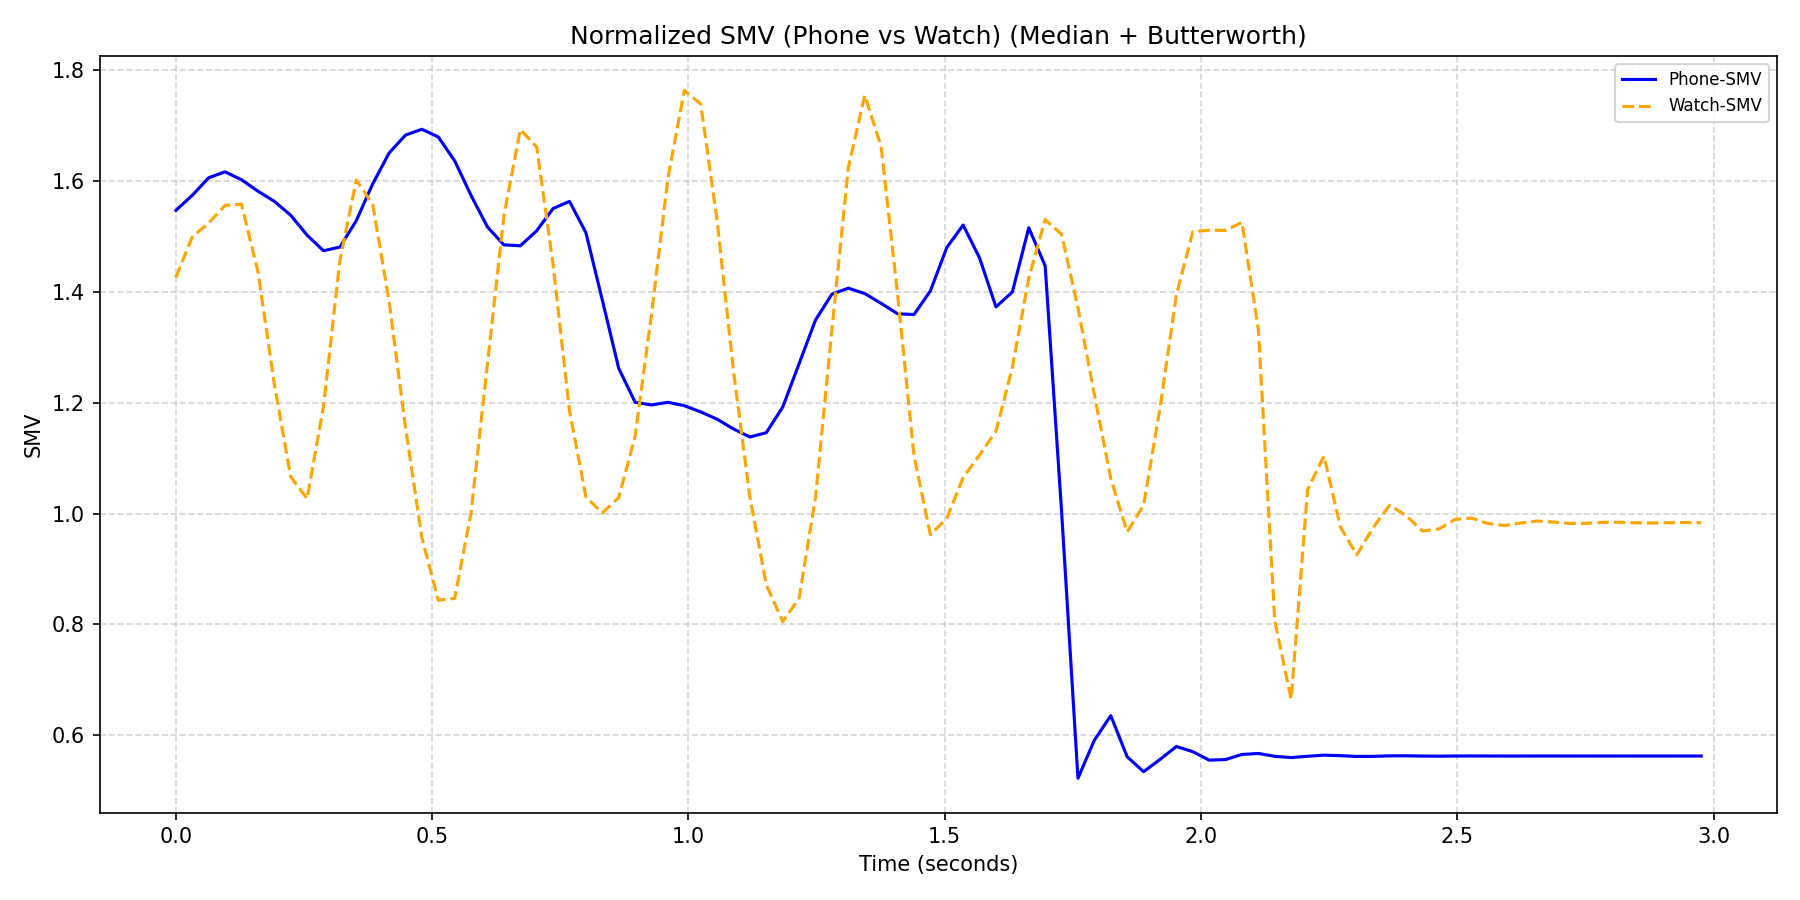 Normalized SMV (Phone vs Watch) (Median + Butterworth)
Phone-SMV
Watch-SMV
1.8
1.6
1.4
1.2
1.0
0.8
0.6
SMV
0.0 0.5 1.0 1.5 2.0 2.5 3.0
Time (seconds)